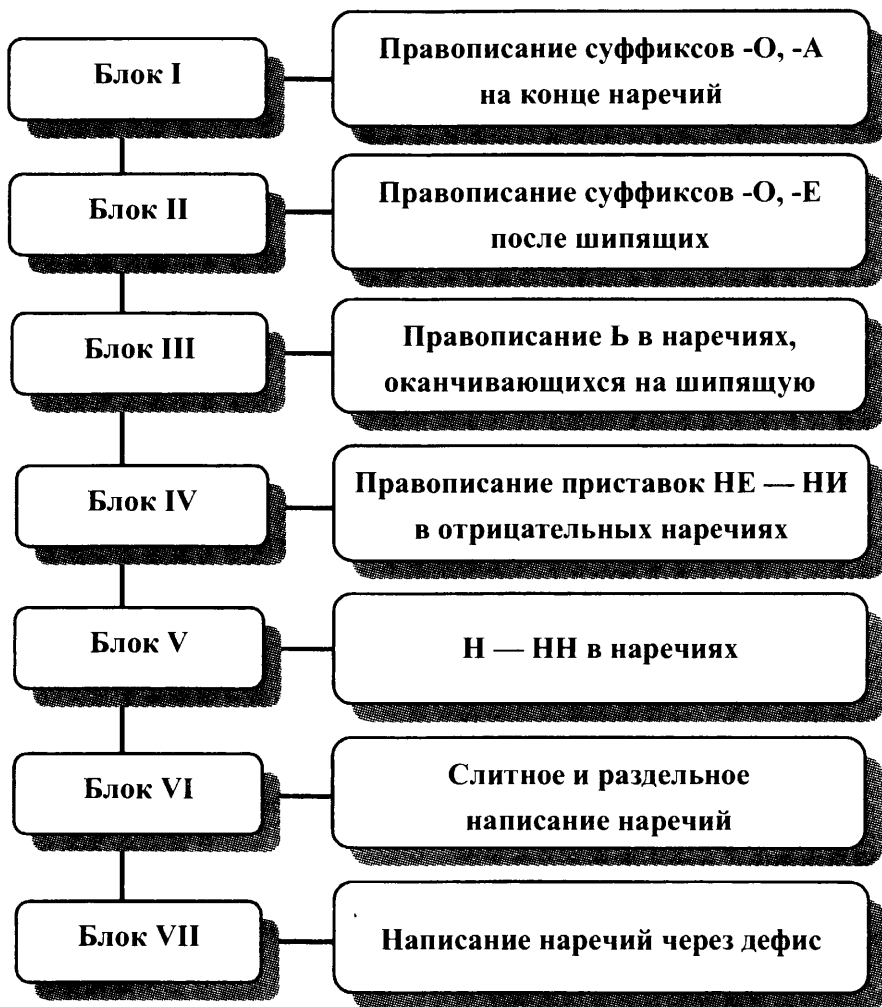 Блок I
Правописание суффиксов -О, -А
на конце наречий
Блок II
Правописание суффиксов -О, -Е
после шипящих
Блок III
Правописание Ь в наречиях,
оканчивающихся на шипящую
Блок IV
Правописание приставок НЕ — НИ
в отрицательных наречиях
Блок V
Н — НН в наречиях
Блок VI
Слитное и раздельное
написание наречий
Блок VII
Написание наречий через дефис